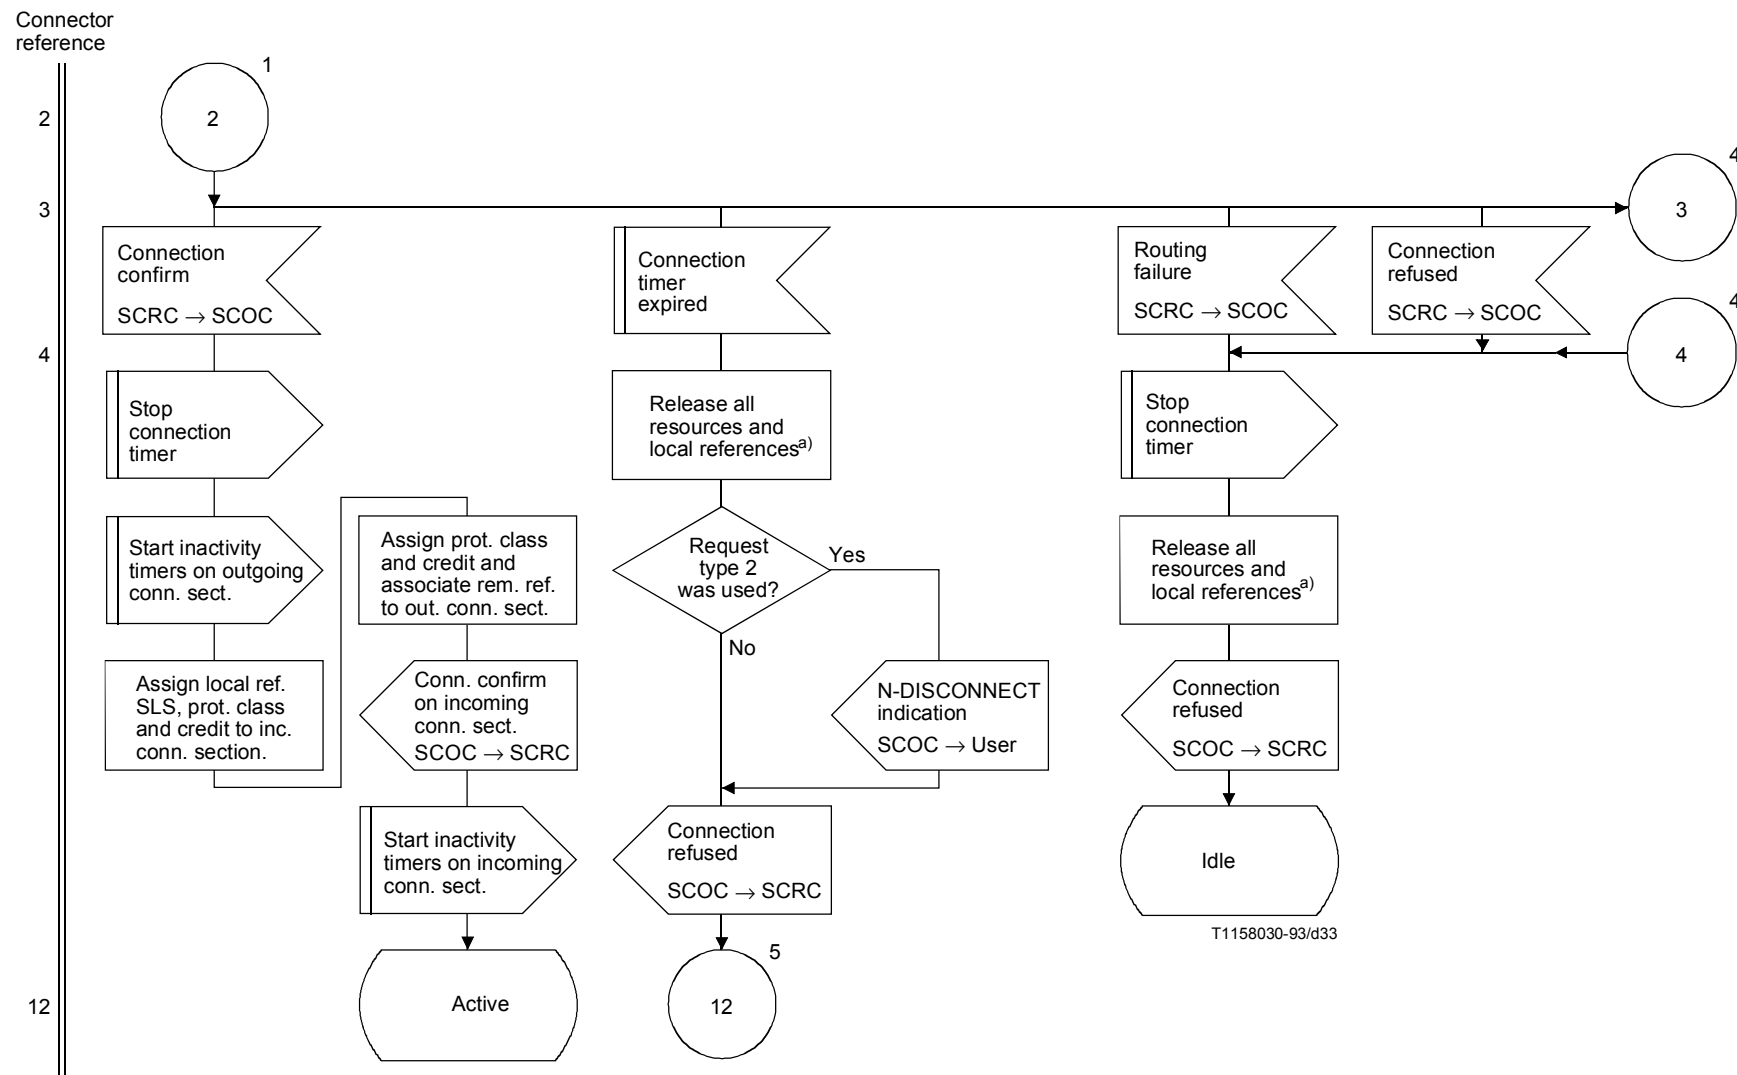 Connector
reference
1
2
2
4
3
3
Connection
confirm
SCRC → SCOC
Connection
timer
expired
Routing
failure
SCRC → SCOC
Connection
refused
SCRC → SCOC
4
4
4
Stop
connection
timer
Release all
resources and
local referencesa)
Stop
connection
timer
Start inactivity
timers on outgoing
conn. sect.
Assign prot. class
and credit and
associate rem. ref.
to out. conn. sect.
Request
type 2
was used?
Yes
No
Release all
resources and
local referencesa)
Assign local ref.
SLS, prot. class
and credit to inc.
conn. section.
Conn. confirm
on incoming
conn. sect.
SCOC → SCRC
N-DISCONNECT
indication
SCOC → User
Connection
refused
SCOC → SCRC
Start inactivity
timers on incoming
conn. sect.
Connection
refused
SCOC → SCRC
Idle
T1158030-93/d33
5
12
Active
12